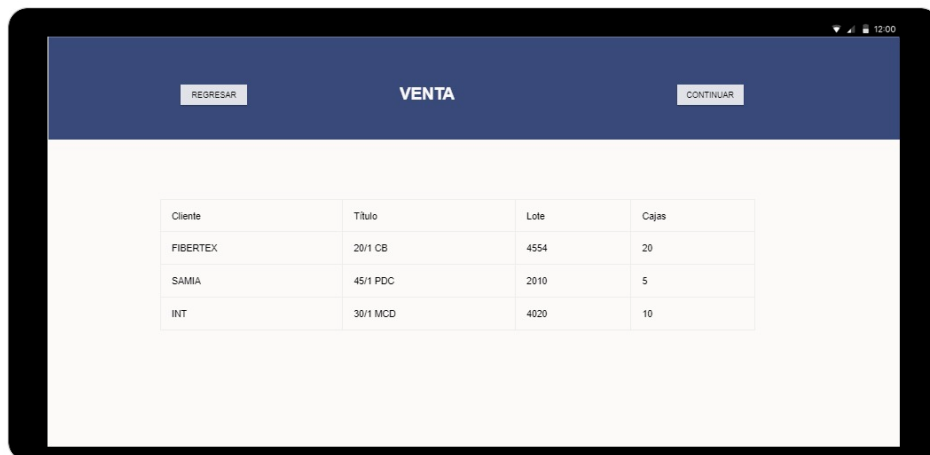 12:00
REGRESAR VENTA CONTINUAR
Cliente Título Lote Cajas
FIBERTEX 20/1 CB 4554 20
SAMIA 45/1 PDC 2010 5
INT 30/1 MCD 4020 10